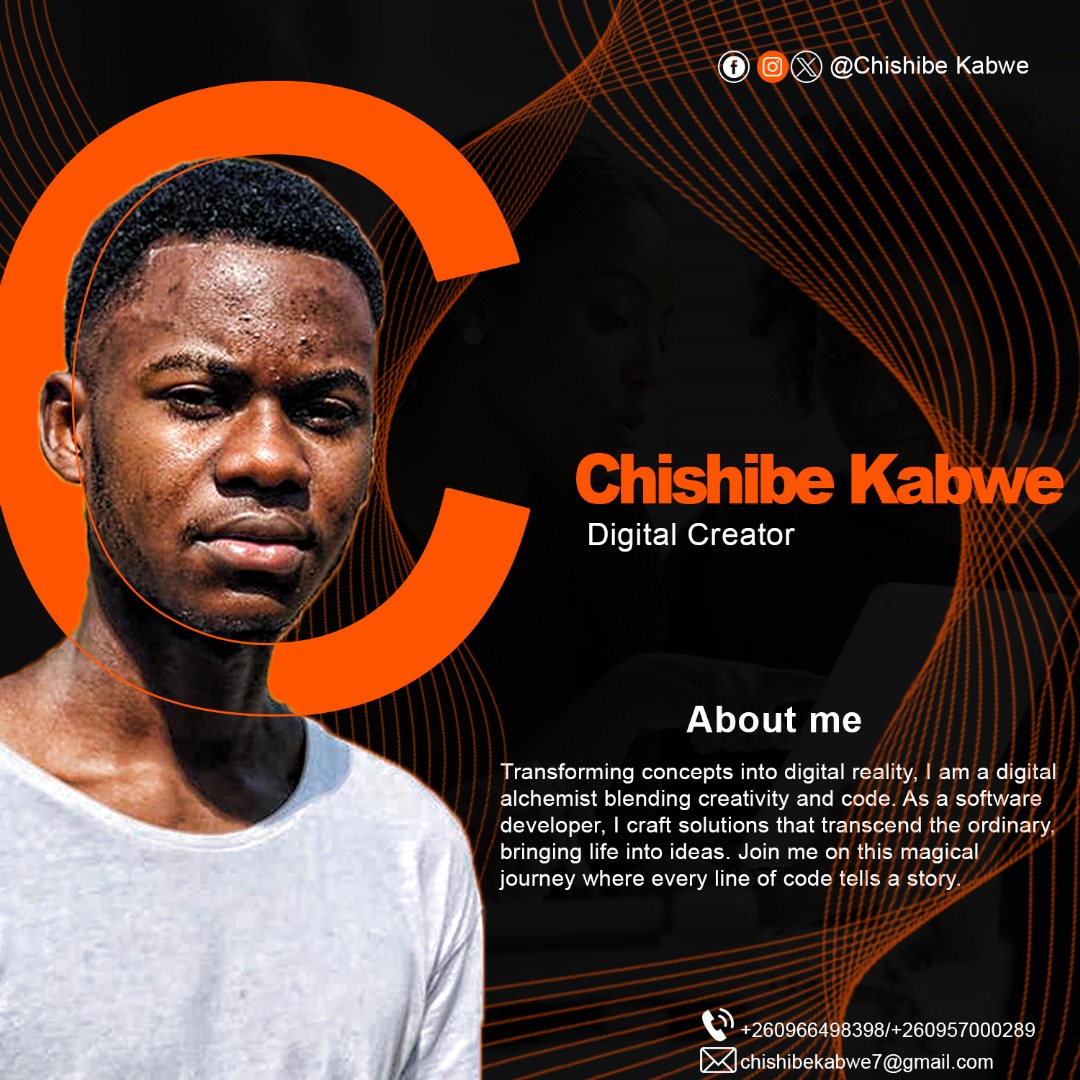 @Chishibe Kabwe
Chishibe Kabwe
Digital Creator
About me
Transforming concepts into digital reality, I am a digital
alchemist blending creativity and code. As a software
developer, I craft solutions that transcend the ordinary,
bringing life into ideas. Join me on this magical
journey where every line of code tells a story.
+260966498398/+260957000289
chishibekabwe7@gmail.com